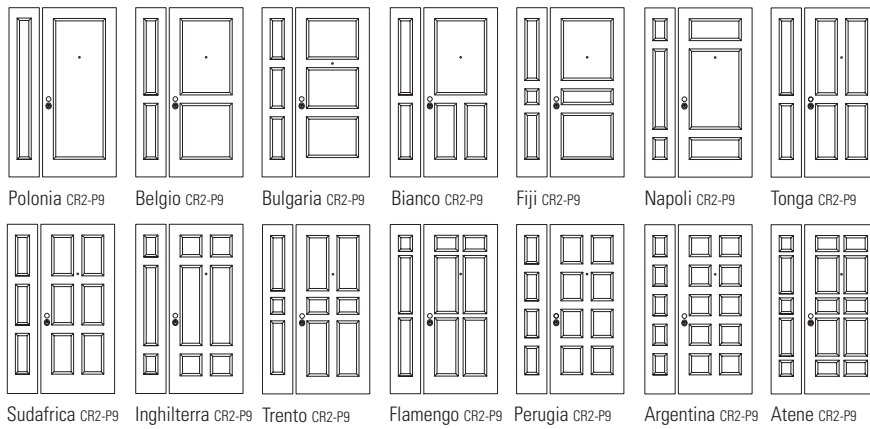 Polonia CR2-P9 Belgio CR2-P9 Bulgaria CR2-P9 Bianco CR2-P9 Fiji CR2-P9 Napoli CR2-P9 Tonga CR2-P9
Sudafrica CR2-P9 Inghilterra CR2-P9 Trento CR2-P9 Flamengo CR2-P9 Perugia CR2-P9 Argentina CR2-P9 Atene CR2-P9